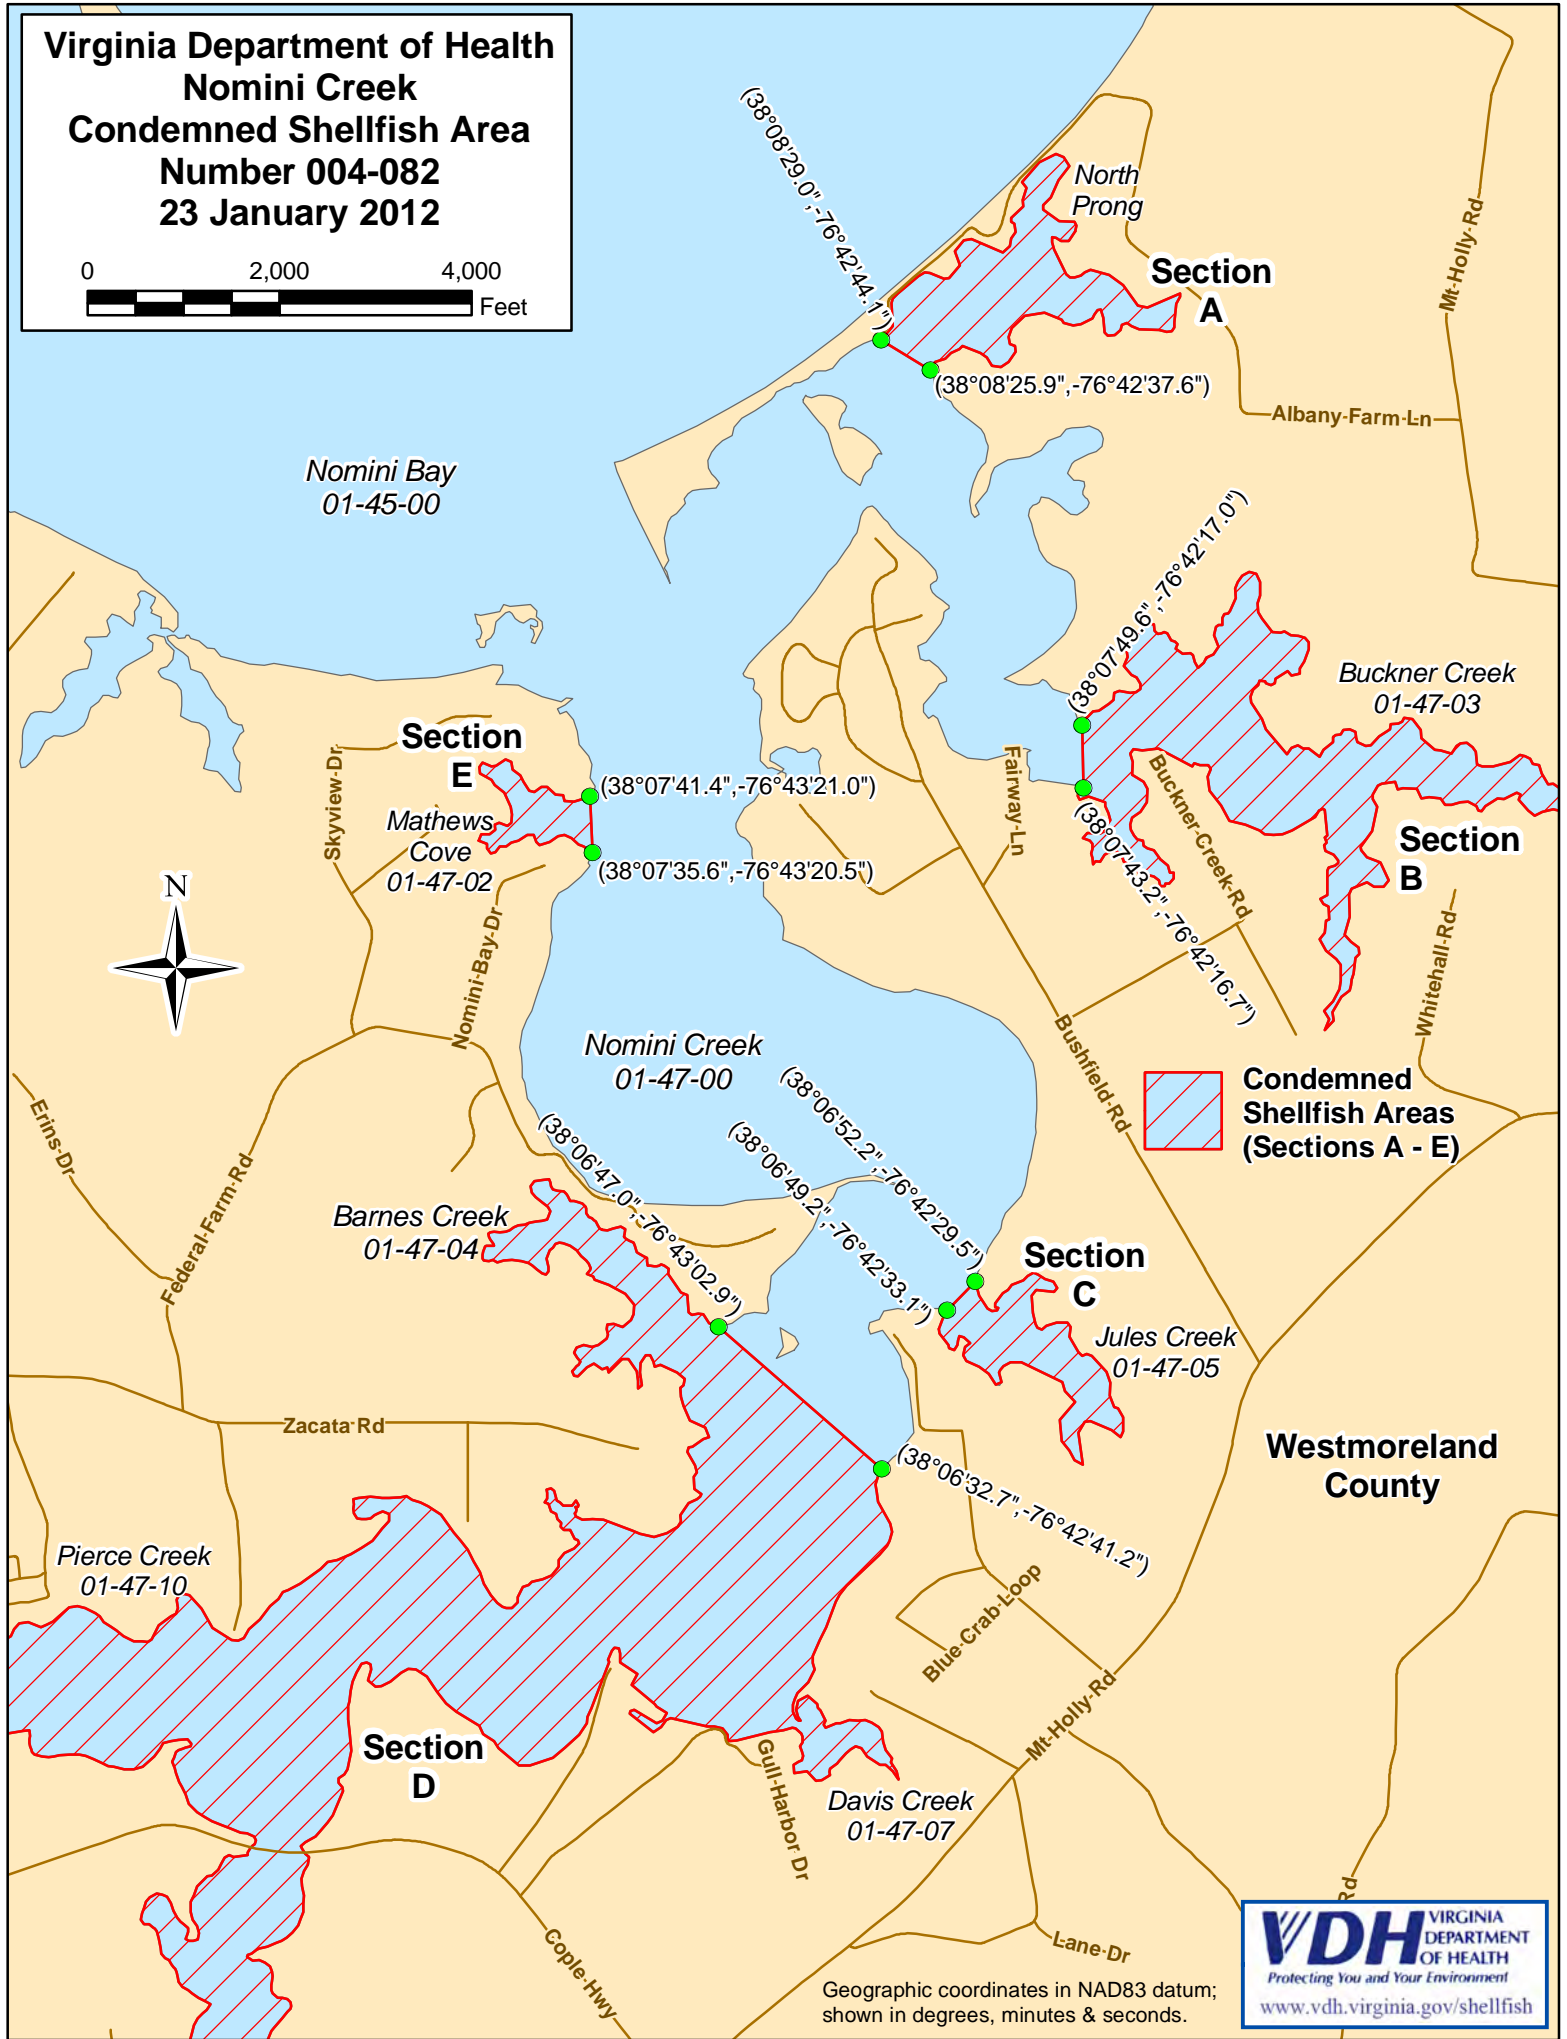 Virginia Department of Health
Nomini Creek
Condemned Shellfish Area
Number 004-082
23 January 2012
0 2,000 4,000
Feet
(38°08'29.0",-76°42'44.1")
North
Prong
Section
A
(38°08'25.9",-76°42'37.6")
Mt-Holly-Rd
Albany-Farm-Ln
Nomini Bay
01-45-00
(38°07'49.6",-76°42'17.0")
Buckner Creek
01-47-03
Section
E
Skyview-Dr
(38°07'41.4",-76°43'21.0")
Mathews
Cove
01-47-02
(38°07'35.6",-76°43'20.5")
Fairway-Ln
Buckner-Creek-Rd
(38°07'43.2",-76°42'16.7")
Section
B
N
Nomini-Bay-Dr
Whitehall-Rd
Nomini Creek
01-47-00
Bushfield-Rd
Condemned
Shellfish Areas
(Sections A - E)
Erins-Dr
Federal-Farm-Rd
(38°06'52.2",-76°42'29.5")
(38°06'49.2",-76°42'33.1")
(38°06'47.0",-76°43'02.9")
Barnes Creek
01-47-04
Section
C
Jules Creek
01-47-05
Zacata Rd
Westmoreland
County
(38°06'32.7",-76°42'41.2")
Pierce Creek
01-47-10
Blue-Crab-Loop
Mt-Holly-Rd
Section
D
Gull-Harbor Dr
Davis Creek
01-47-07
Cople-Hwy
Lane-Dr
Rd
Geographic coordinates in NAD83 datum;
shown in degrees, minutes & seconds.
VDH
VIRGINIA
DEPARTMENT
OF HEALTH
Protecting You and Your Environment
www.vdh.virginia.gov/shellfish